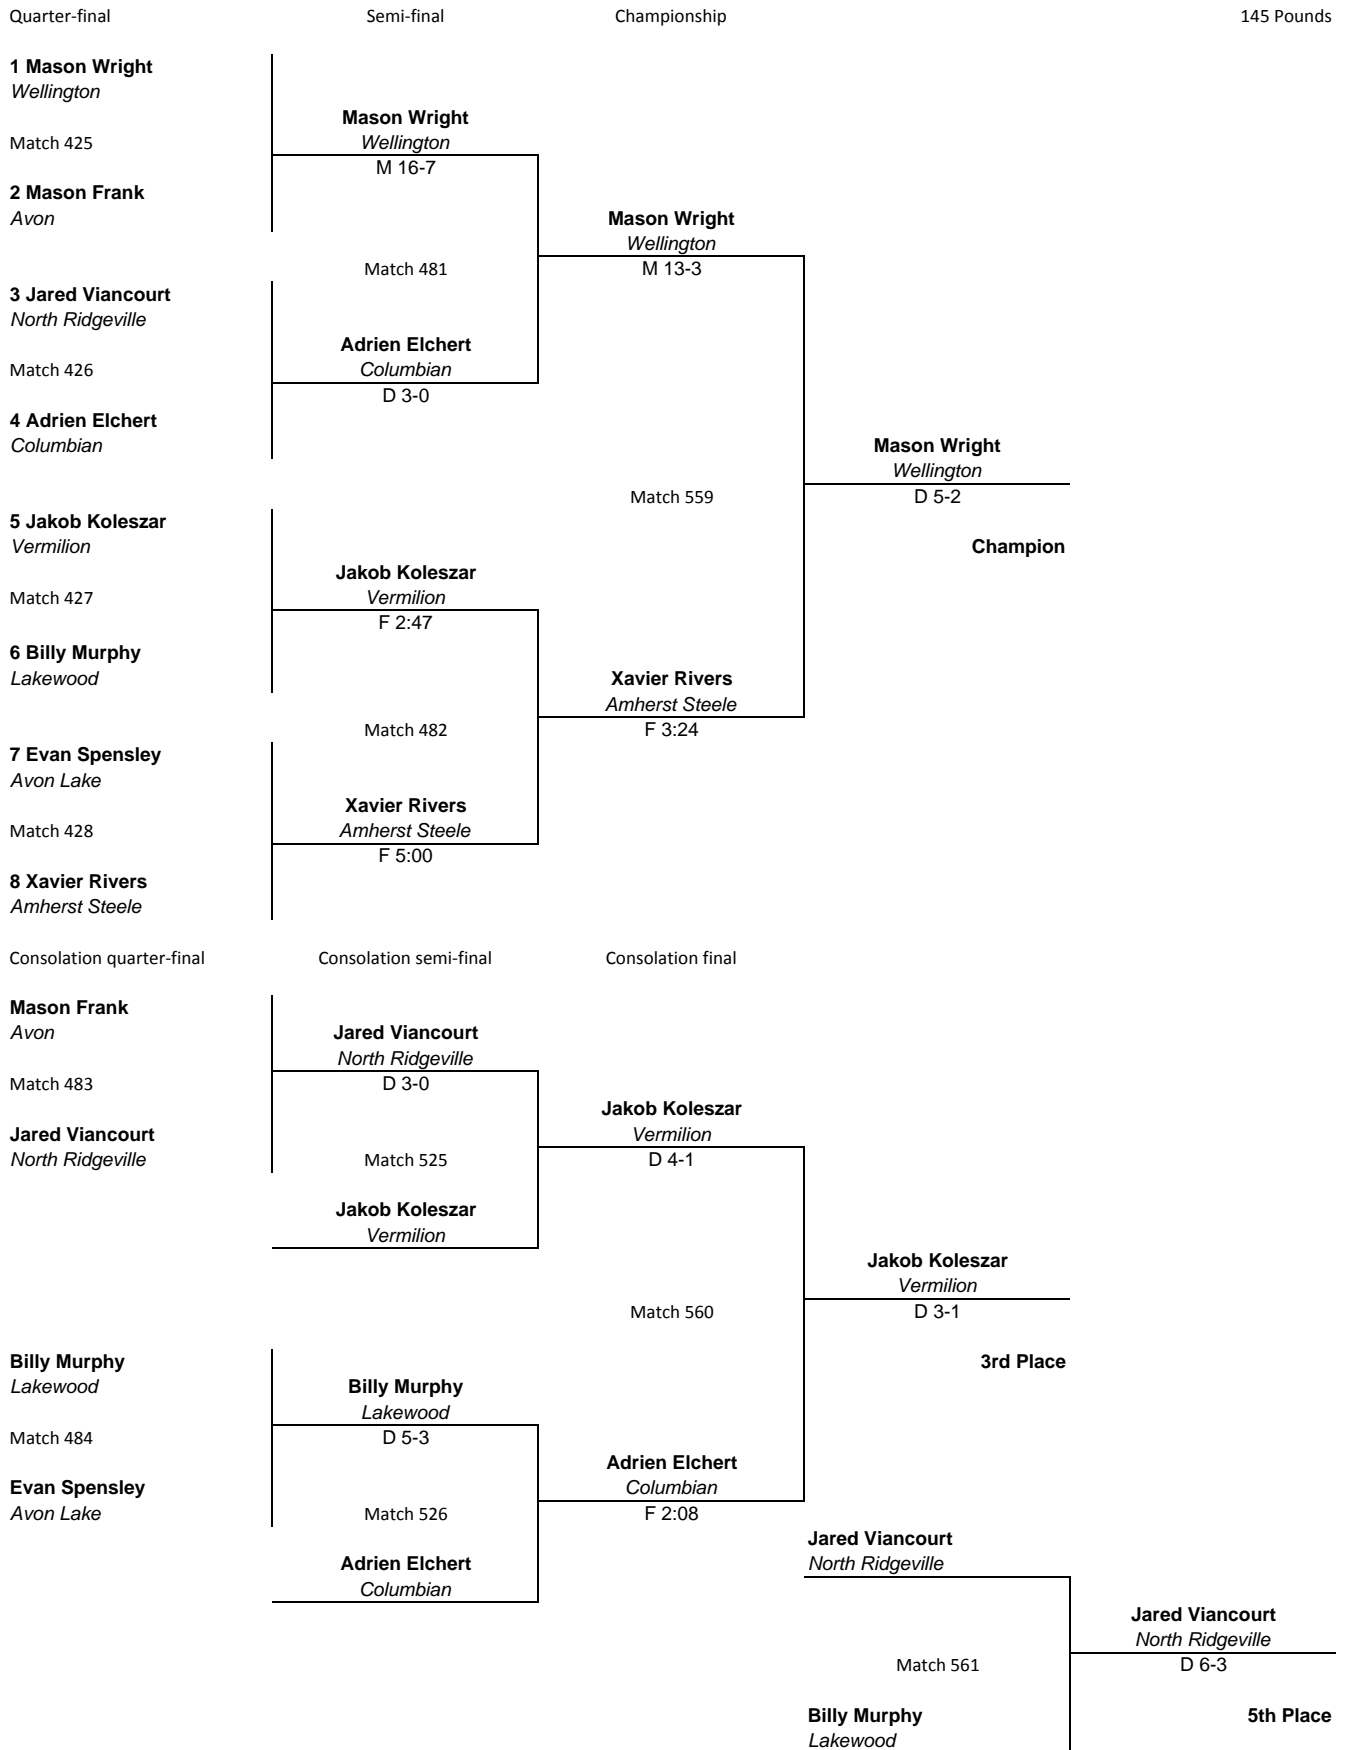 Quarter-final Semi-final Championship 145 Pounds
1 Mason Wright
Wellington
Mason Wright
Match 425 Wellington
M 16-7
2 Mason Frank
Avon Mason Wright
Wellington
Match 481 M 13-3
3 Jared Viancourt
North Ridgeville
Adrien Elchert
Match 426 Columbian
D 3-0
4 Adrien Elchert
Columbian Mason Wright
Wellington
Match 559 D 5-2
5 Jakob Koleszar
Vermilion Champion
Jakob Koleszar
Match 427 Vermilion
F 2:47
6 Billy Murphy
Lakewood Xavier Rivers
Amherst Steele
Match 482 F 3:24
7 Evan Spensley
Avon Lake
Xavier Rivers
Match 428 Amherst Steele
F 5:00
8 Xavier Rivers
Amherst Steele
Consolation quarter-final Consolation semi-final Consolation final
Mason Frank
Avon Jared Viancourt
North Ridgeville
Match 483 D 3-0
Jakob Koleszar
Jared Viancourt Vermilion
North Ridgeville Match 525 D 4-1
Jakob Koleszar
Vermilion
Jakob Koleszar
Vermilion
Match 560 D 3-1
Billy Murphy 3rd Place
Lakewood Billy Murphy
Lakewood
Match 484 D 5-3
Adrien Elchert
Evan Spensley Columbian
Avon Lake Match 526 F 2:08
Jared Viancourt
Adrien Elchert North Ridgeville
Columbian
Jared Viancourt
North Ridgeville
Match 561 D 6-3
Billy Murphy 5th Place
Lakewood